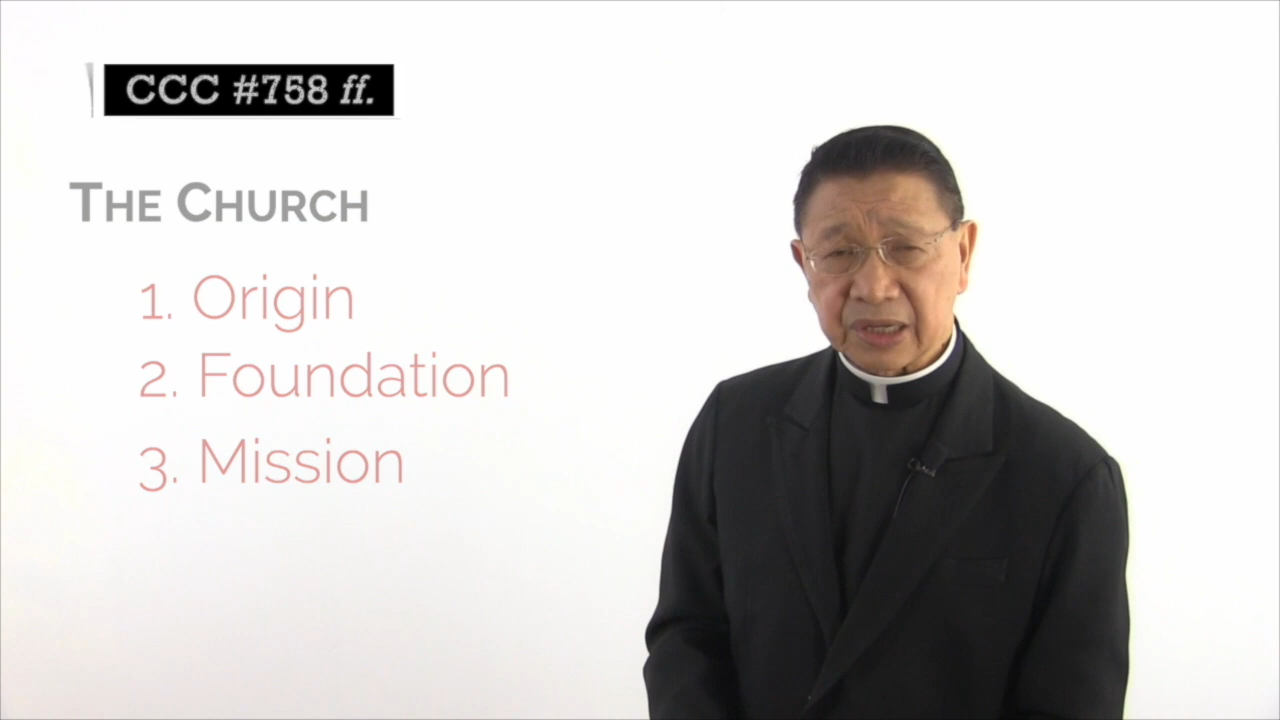 CCC #758 ff.
THE CHURCH
1. Origin
2. Foundation
3. Mission